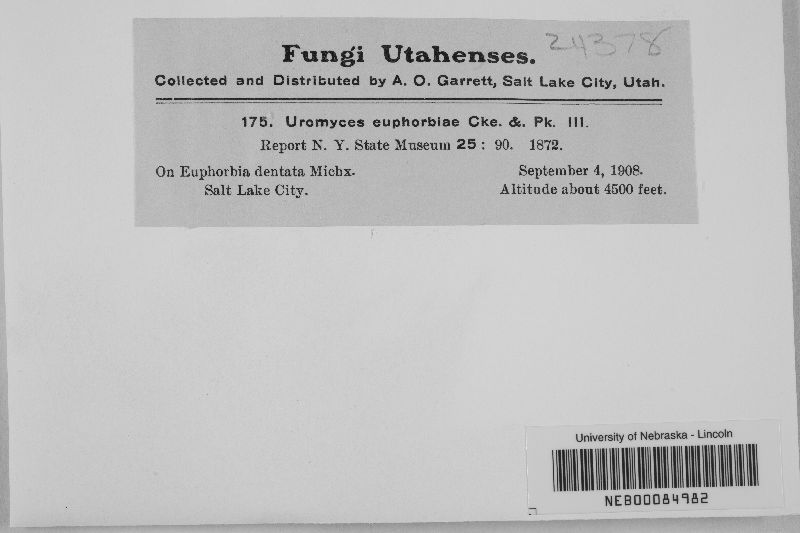 24378
Fungi Utahenses.
Collected and Distributed by A. O. Garrett, Salt Lake City, Utah.
175. Uromyces euphorbiae Cke. &. Pk. III.
Report N. Y. State Museum 25 : 90. 1872.
On Euphorbia dentata Michx.
Salt Lake City.
September 4, 1908.
Altitude about 4500 feet.
University of Nebraska - Lincoln
NEB00084982